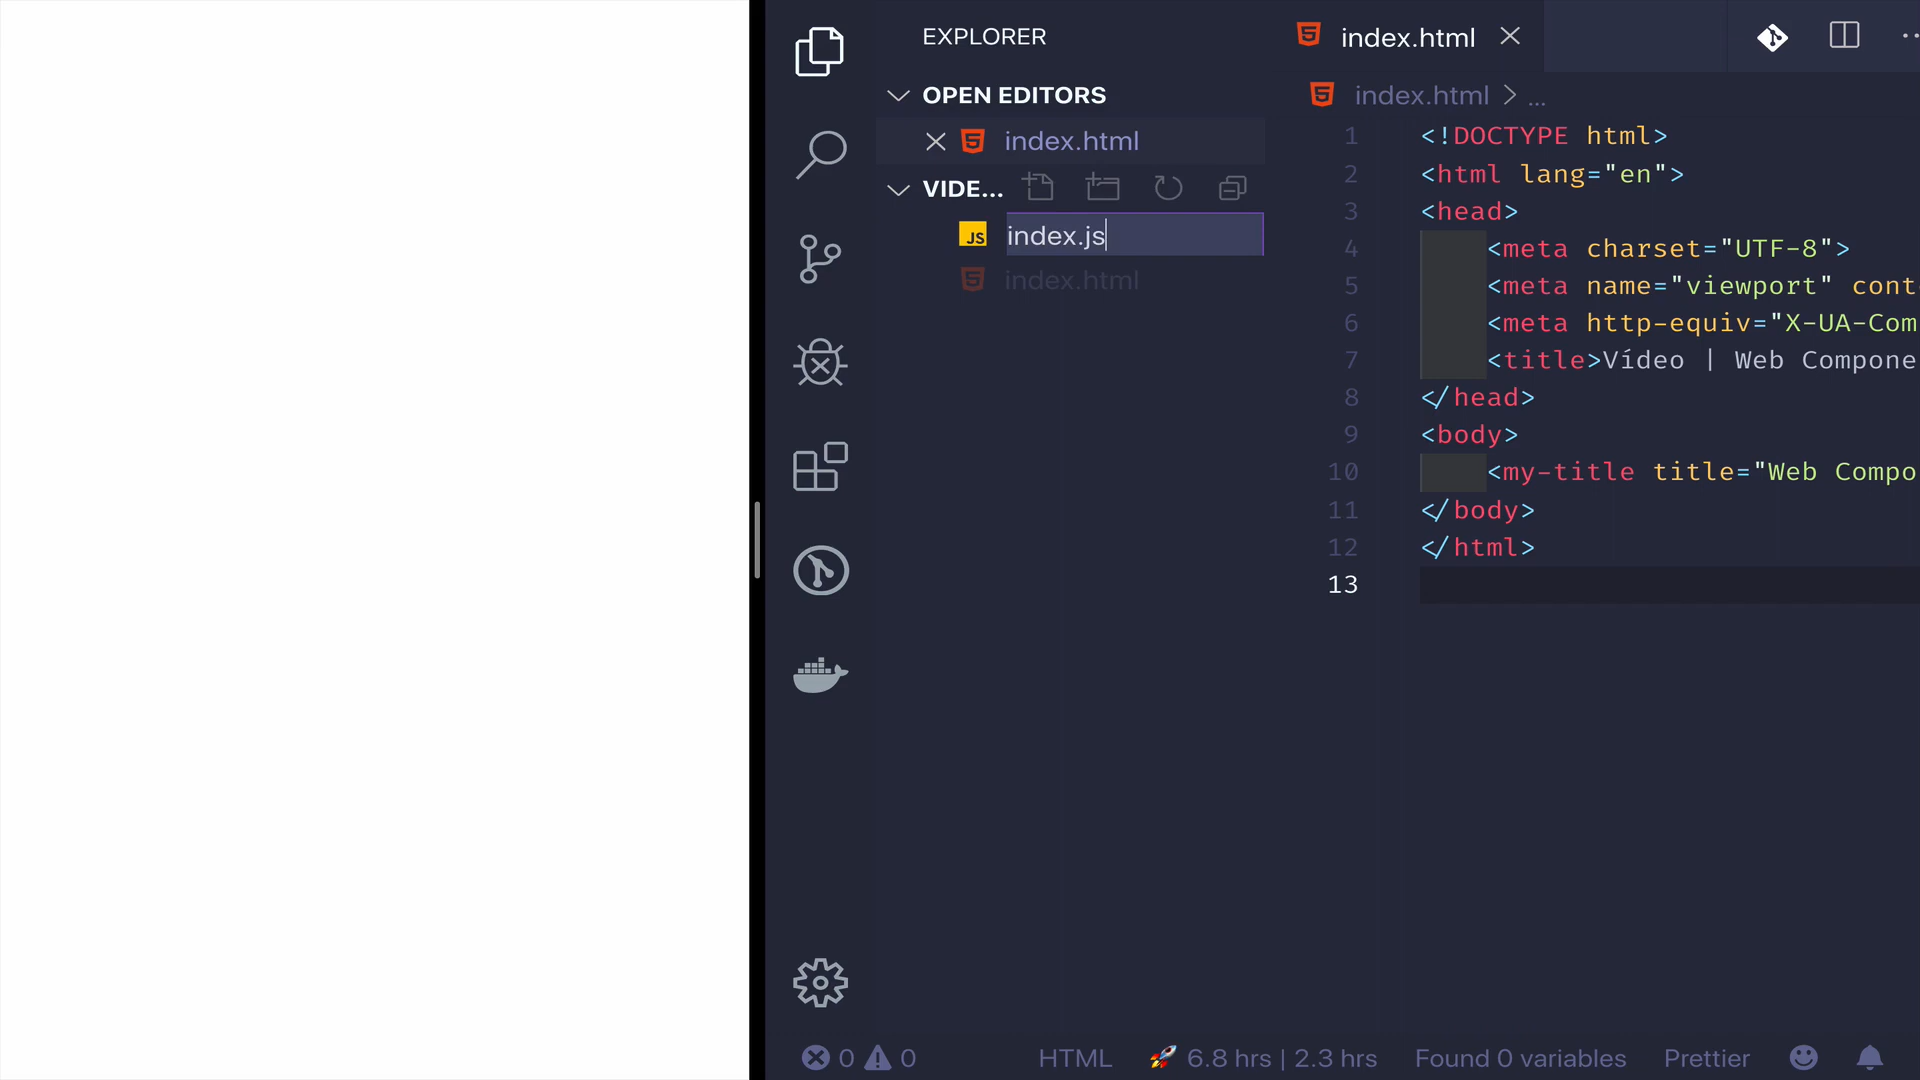 EXPLORER
OPEN EDITORS
index.html
VIDE...
JS index.js
index.html
index.html
index.html > ...
1 <!DOCTYPE html>
2 <html lang="en">
3 <head>
4 <meta charset="UTF-8">
5 <meta name="viewport" cont
6 <meta http-equiv="X-UA-Com
7 <title>Vídeo | Web Compone
8 </head>
9 <body>
10 <my-title title="Web Compo
11 </body>
12 </html>
13
0 0 HTML 🚀 6.8 hrs | 2.3 hrs Found 0 variables Prettier